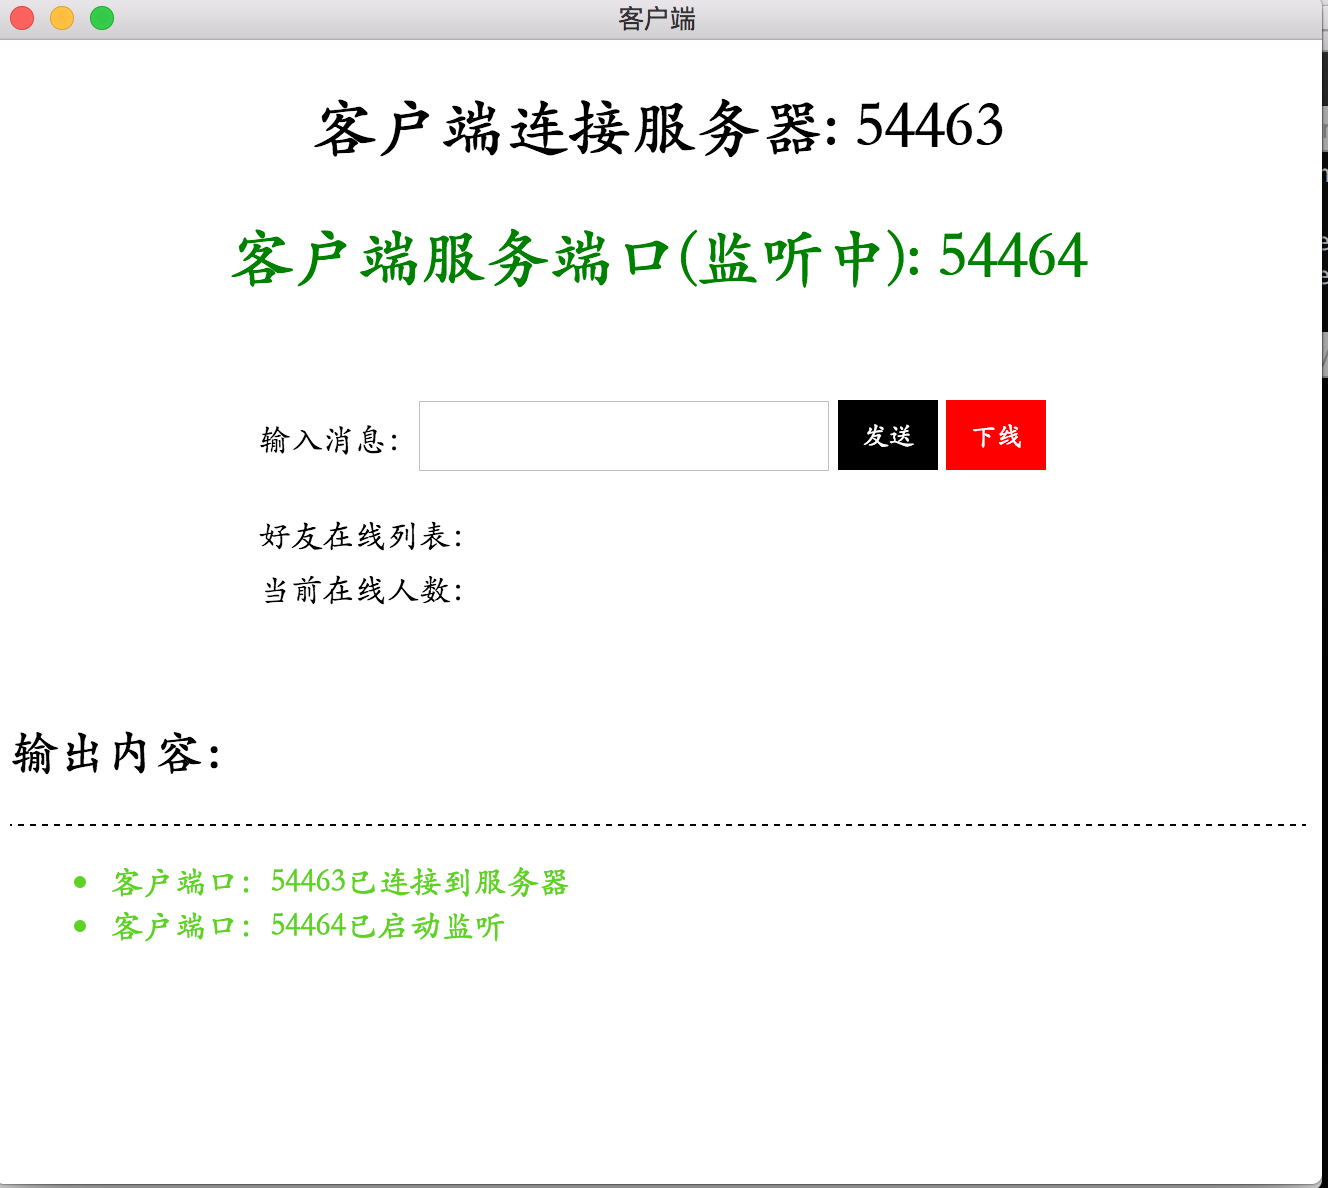 客户端
客户端连接服务器: 54463
客户端服务端口(监听中): 54464
输入消息： 发送 下线
好友在线列表：
当前在线人数：
输出内容：
客户端口：54463已连接到服务器
客户端口：54464已启动监听